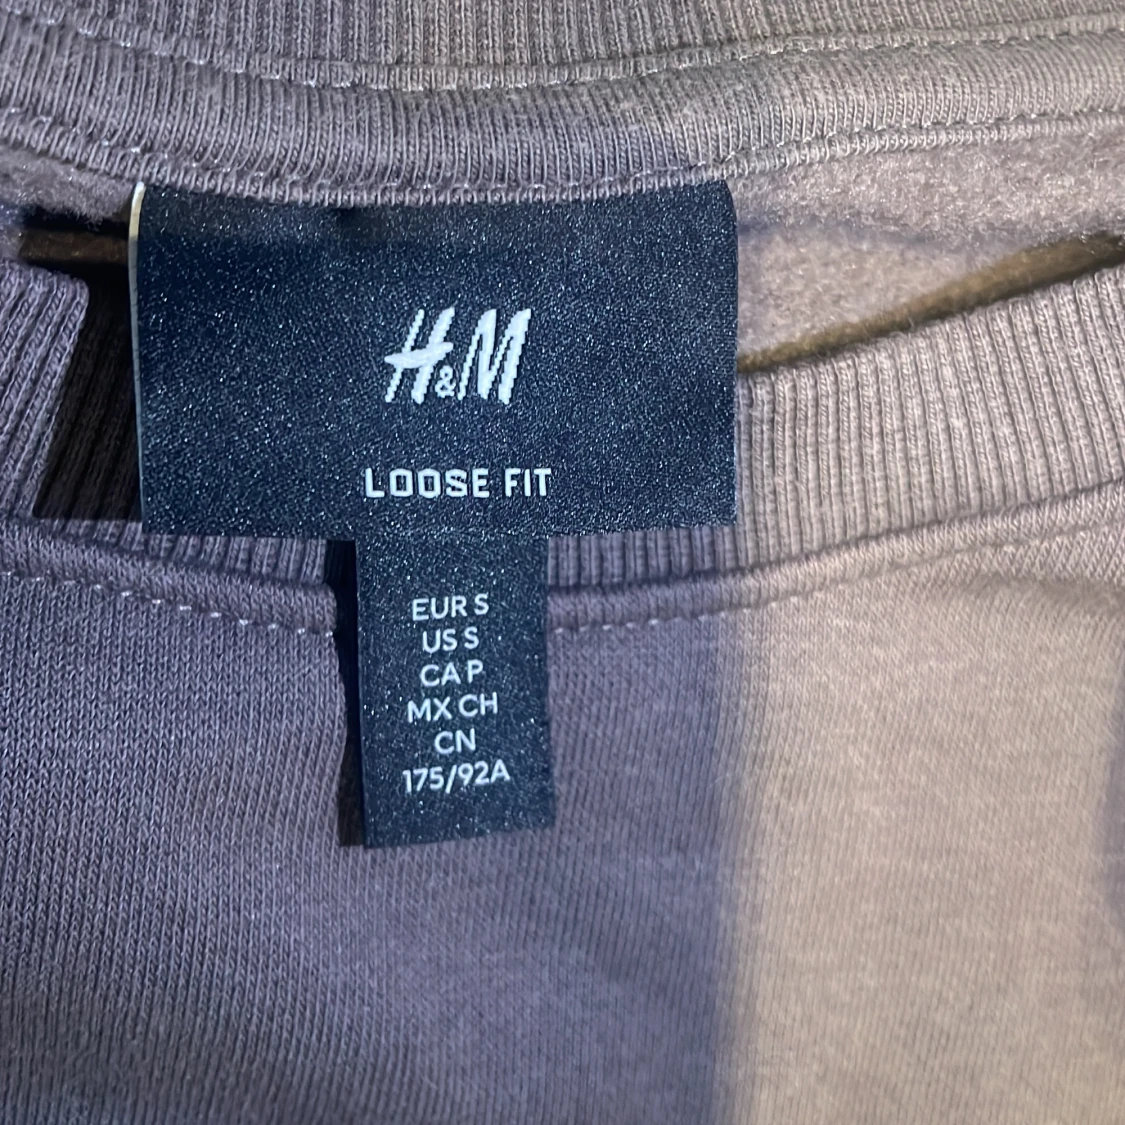 H&M
LOOSE FIT
EUR S
US S
CA P
MX CH
CN
175/92A